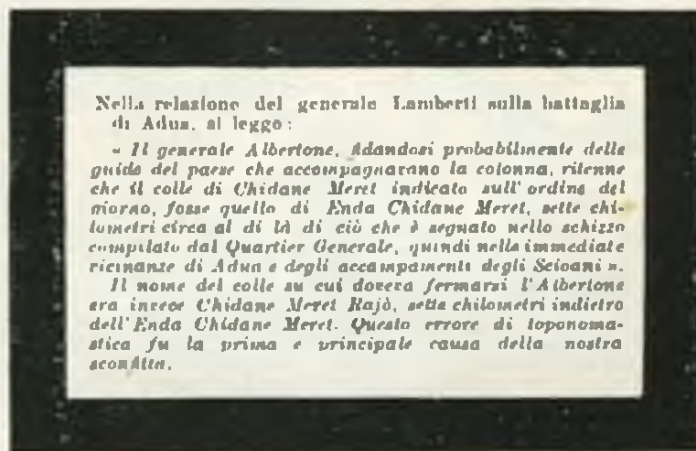 Nella relazione del generale Lamberti sulla battaglia
di Adua, si legge:
« Il generale Albertone, fidandosi probabilmente delle
guide del paese che accompagnarono la colonna, ritenne
che il colle di Chidane Meret indicato sull'ordine del
giorno, fosse quello di Enda Chidane Meret, sette chi-
lometri circa al di là di ciò che è segnato nello schizzo
compilato dal Quartier Generale, quindi nelle immediate
vicinanze di Adua e degli accampamenti degli Scioani ».
Il nome del colle su cui doveva fermarsi l'Albertone
era invece Chidane Meret Rajò, sette chilometri indietro
dell'Enda Chidane Meret. Questo errore di toponoma-
stica fu la prima e principale causa della nostra
sconfitta.